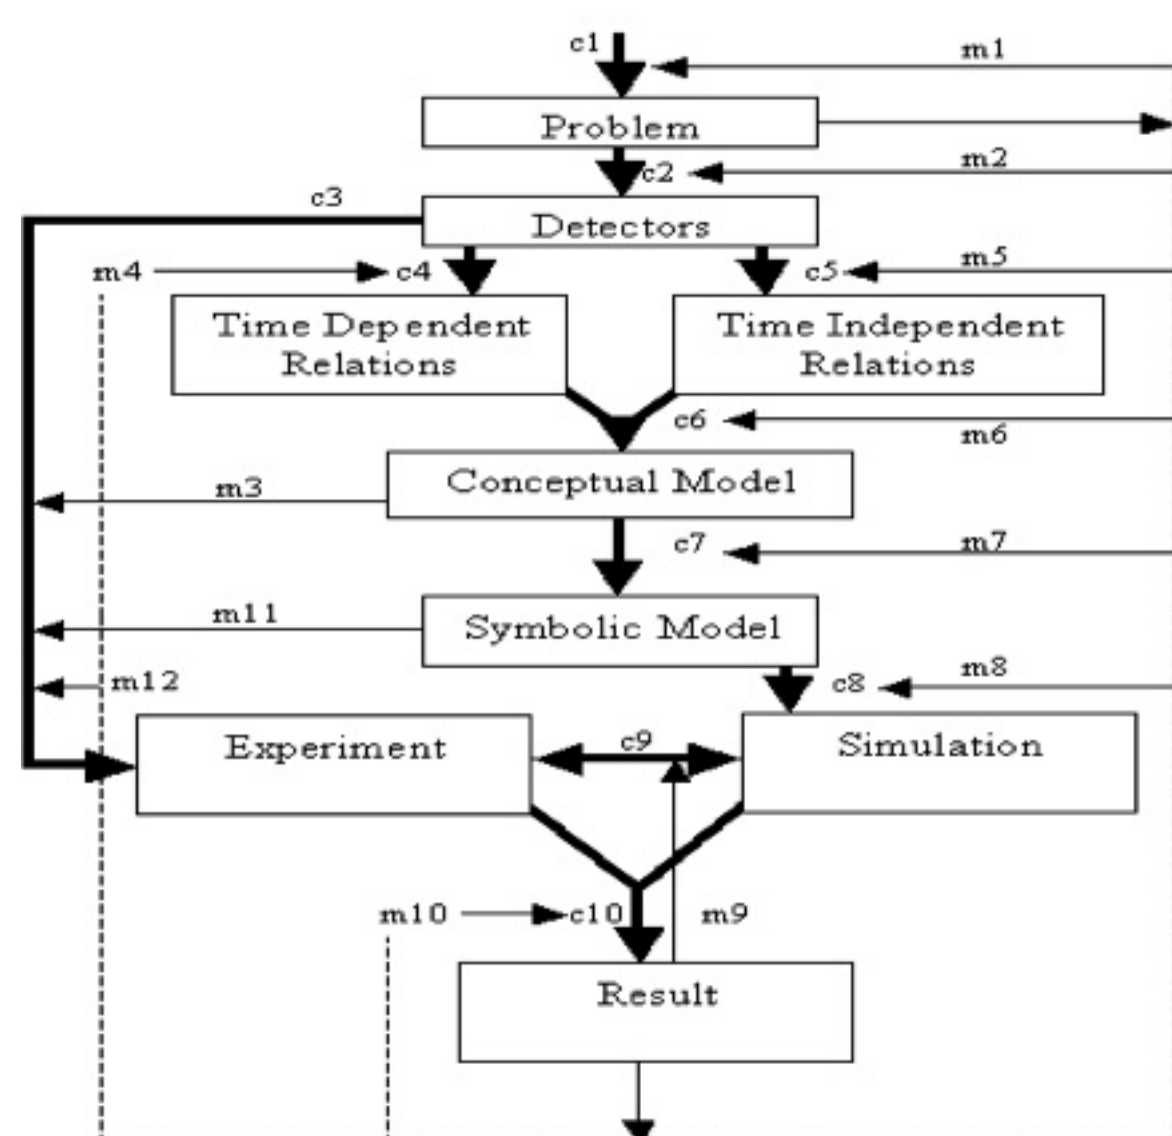 c1
m1
Problem
c2
m2
c3
Detectors
m4
c4
c5
m5
Time Dependent
Relations
Time Independent
Relations
c6
m6
Conceptual Model
m3
c7
m7
m11
Symbolic Model
m12
c8
m8
Experiment
c9
Simulation
m10
c10
m9
Result